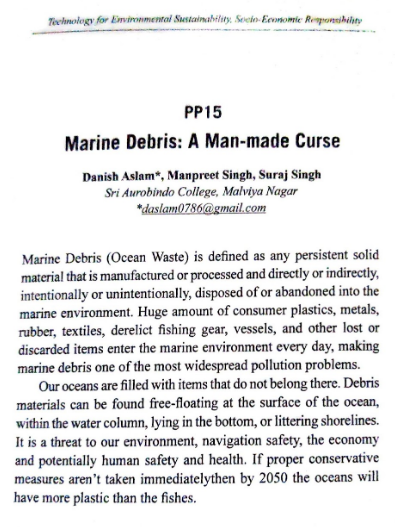 Technology for Environmental Sustainability, Socio-Economic Responsibility
PP15
Marine Debris: A Man-made Curse
Danish Aslam*, Manpreet Singh, Suraj Singh
Sri Aurobindo College, Malviya Nagar
*daslam0786@gmail.com
Marine Debris (Ocean Waste) is defined as any persistent solid
material that is manufactured or processed and directly or indirectly,
intentionally or unintentionally, disposed of or abandoned into the
marine environment. Huge amount of consumer plastics, metals,
rubber, textiles, derelict fishing gear, vessels, and other lost or
discarded items enter the marine environment every day, making
marine debris one of the most widespread pollution problems.
Our oceans are filled with items that do not belong there. Debris
materials can be found free-floating at the surface of the ocean,
within the water column, lying in the bottom, or littering shorelines.
It is a threat to our environment, navigation safety, the economy
and potentially human safety and health. If proper conservative
measures aren't taken immediatelythen by 2050 the oceans will
have more plastic than the fishes.